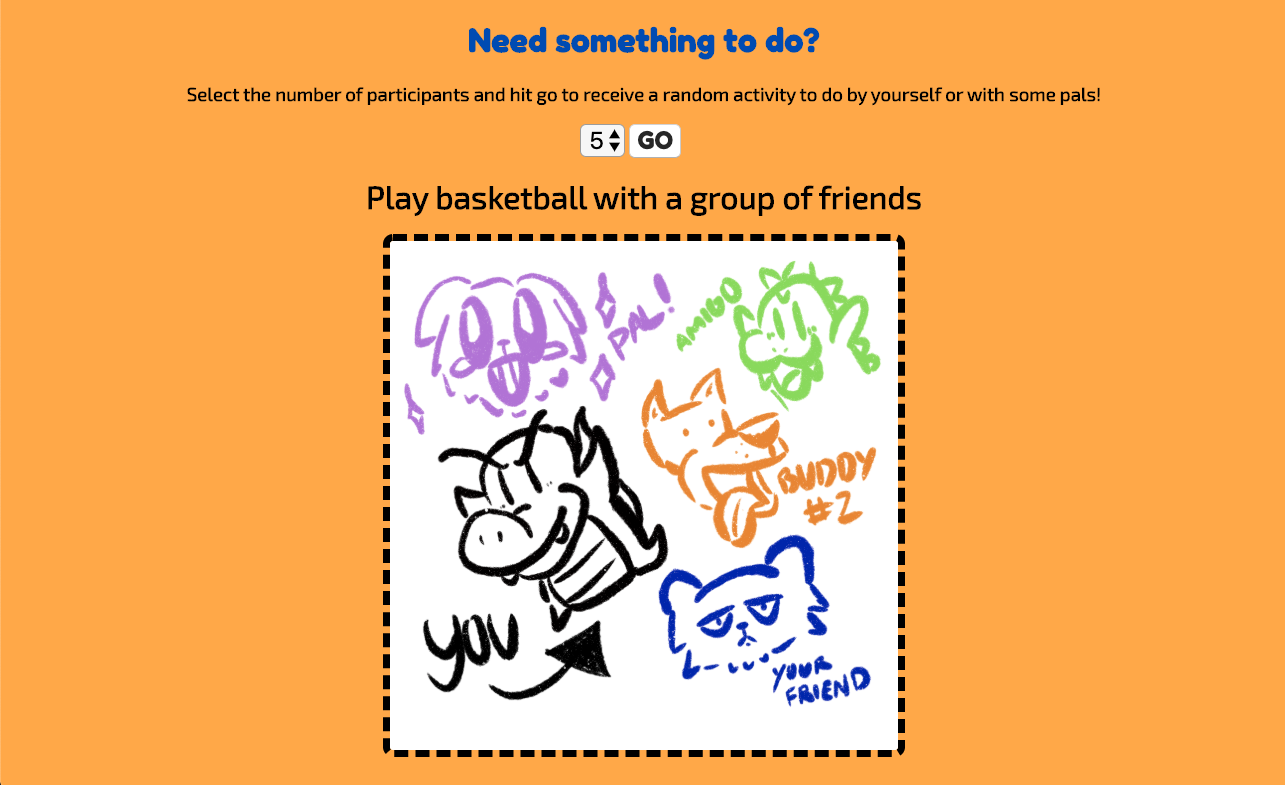 Need something to do?
Select the number of participants and hit go to receive a random activity to do by yourself or with some pals!
5 GO
Play basketball with a group of friends
PAL!
AMIGO
BUDDY
#2
YOU
YOUR
FRIEND